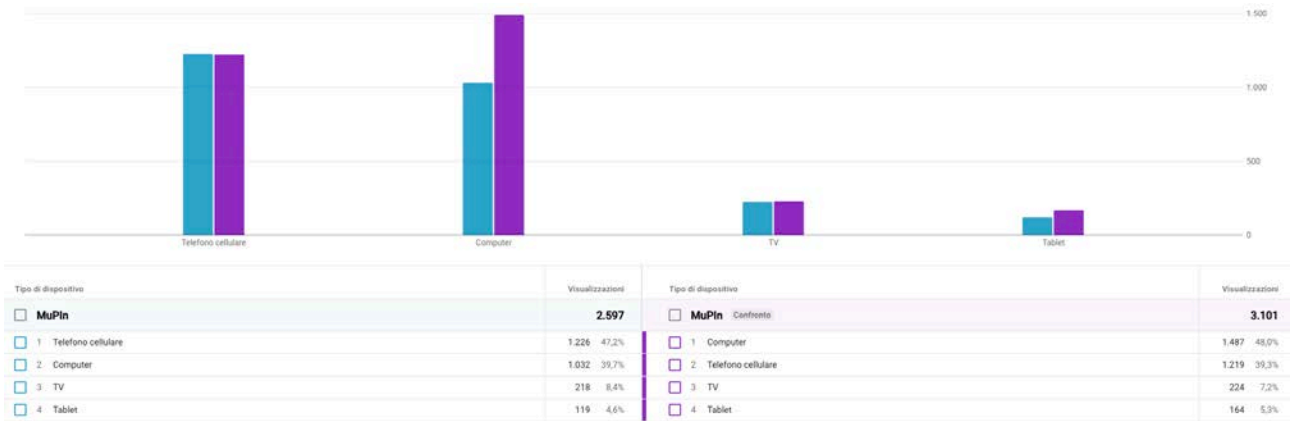 1.500
1.000
500
0
Telefono cellulare Computer TV Tablet
Tipo di dispositivo Visualizzazioni Tipo di dispositivo Visualizzazioni
MuPIn 2.597 MuPIn Confronto 3.101
1 Telefono cellulare 1.226 47,2% 1 Computer 1.487 48,0%
2 Computer 1.032 39,7% 2 Telefono cellulare 1.219 39,3%
3 TV 218 8,4% 3 TV 224 7,2%
4 Tablet 119 4,6% 4 Tablet 164 5,3%